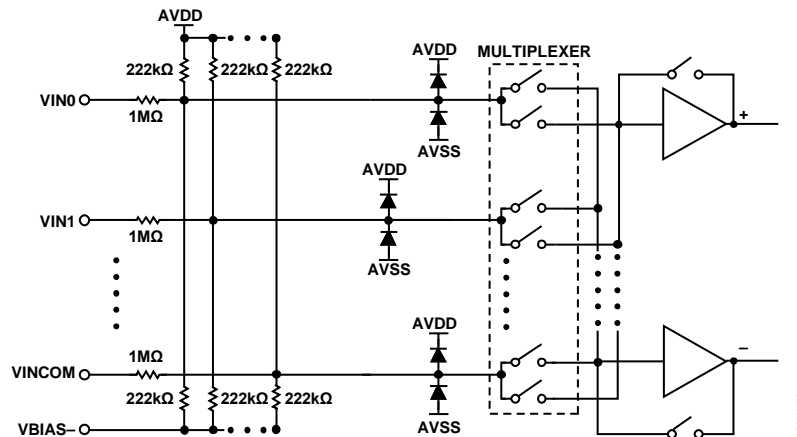 AVDD
222kΩ 222kΩ 222kΩ
AVDD
MULTIPLEXER
VIN0
1MΩ
+
AVSS
AVDD
VIN1
1MΩ
AVSS
AVDD
1MΩ
–
VINCOM
222kΩ 222kΩ 222kΩ
AVSS
VBIAS–